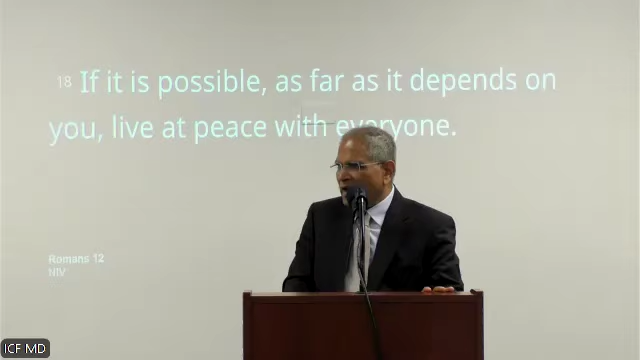 18 If it is possible, as far as it depends on
you, live at peace with everyone.
Romans 12
NIV
ICF MD